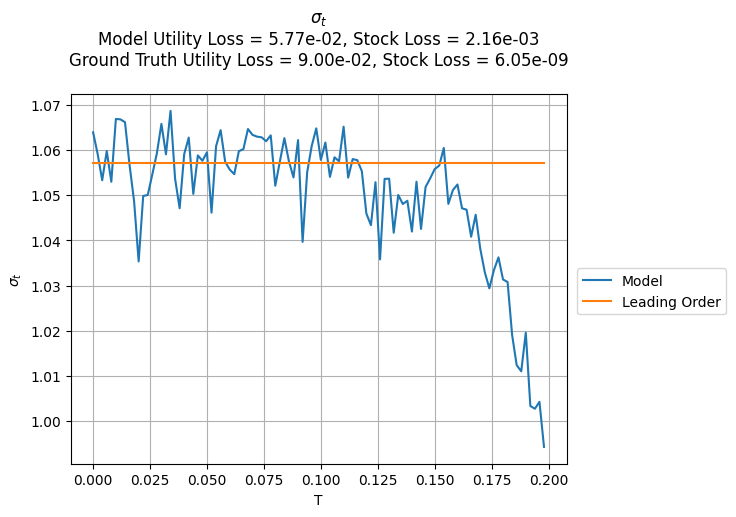 σt
Model Utility Loss = 5.77e-02, Stock Loss = 2.16e-03
Ground Truth Utility Loss = 9.00e-02, Stock Loss = 6.05e-09
1.07
1.06
1.05
1.04
1.03
1.02
1.01
1.00
σt
0.000 0.025 0.050 0.075 0.100 0.125 0.150 0.175 0.200
T
Model
Leading Order